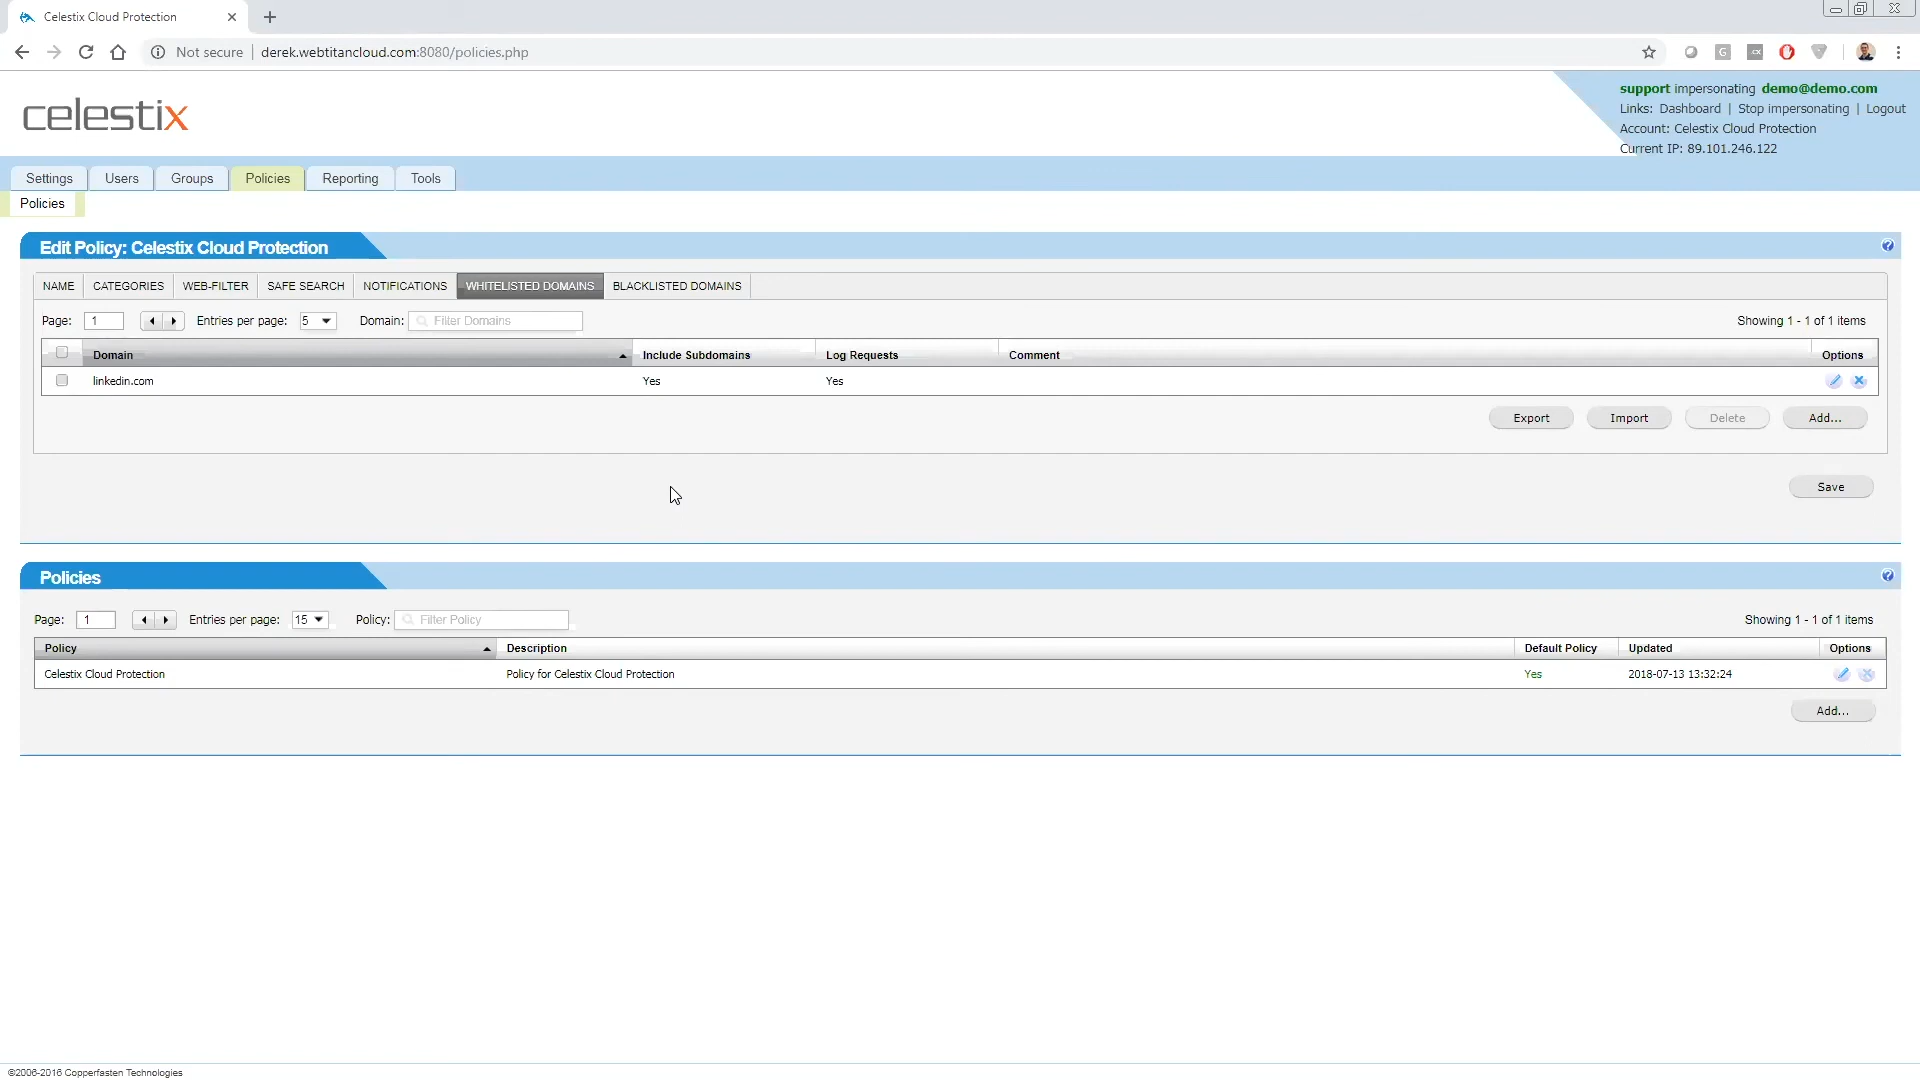 Celestix Cloud Protection
Not secure | derek.webtitancloud.com:8080/policies.php
celestix
support impersonating demo@demo.com
Links: Dashboard | Stop impersonating | Logout
Account: Celestix Cloud Protection
Current IP: 89.101.246.122
Settings Users Groups Policies Reporting Tools
Policies
Edit Policy: Celestix Cloud Protection
NAME CATEGORIES WEB-FILTER SAFE SEARCH NOTIFICATIONS WHITELISTED DOMAINS BLACKLISTED DOMAINS
Page: 1 Entries per page: 5 Domain: Filter Domains Showing 1 - 1 of 1 items
Domain Include Subdomains Log Requests Comment Options
linkedin.com Yes Yes
Export Import Delete Add...
Save
Policies
Page: 1 Entries per page: 15 Policy: Filter Policy Showing 1 - 1 of 1 items
Policy Description Default Policy Updated Options
Celestix Cloud Protection Policy for Celestix Cloud Protection Yes 2018-07-13 13:32:24
Add...
©2006-2016 Copperfasten Technologies